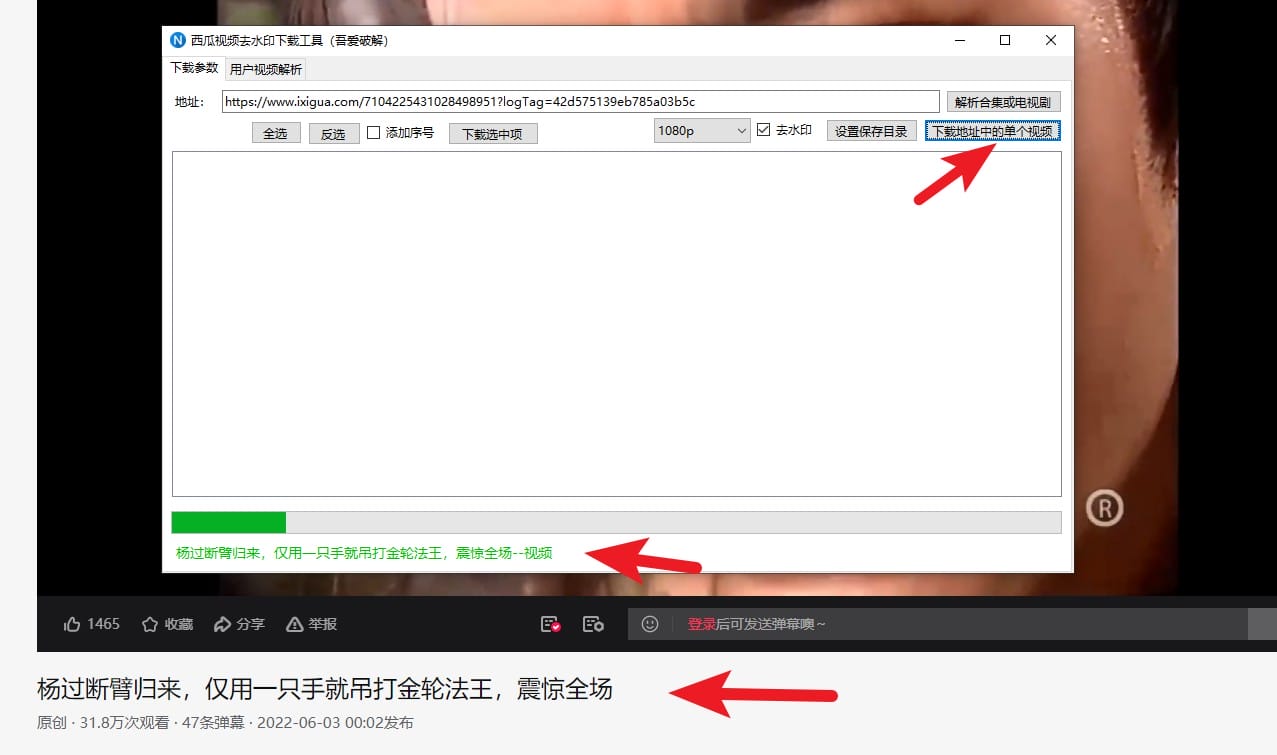 西瓜视频去水印下载工具（吾爱破解）
下载参数 用户视频解析
地址： https://www.ixigua.com/7104225431028498951?logTag=42d575139eb785a03b5c 解析合集或电视剧
全选 反选 添加序号 下载选中项 1080p 去水印 设置保存目录 下载地址中的单个视频
®
杨过断臂归来，仅用一只手就吊打金轮法王，震惊全场--视频
1465 收藏 分享 举报 登录后可发送弹幕噢～
杨过断臂归来，仅用一只手就吊打金轮法王，震惊全场
原创 · 31.8万次观看 · 47条弹幕 · 2022-06-03 00:02发布